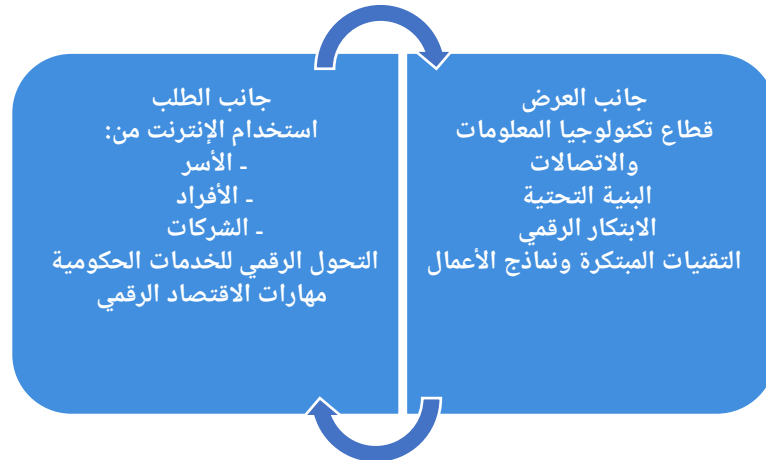 جانب العرض
قطاع تكنولوجيا المعلومات
والاتصالات
البنية التحتية
الابتكار الرقمي
التقنيات المبتكرة ونماذج الأعمال
جانب الطلب
استخدام الإنترنت من:
- الأسر
- الأفراد
- الشركات
التحول الرقمي للخدمات الحكومية
مهارات الاقتصاد الرقمي